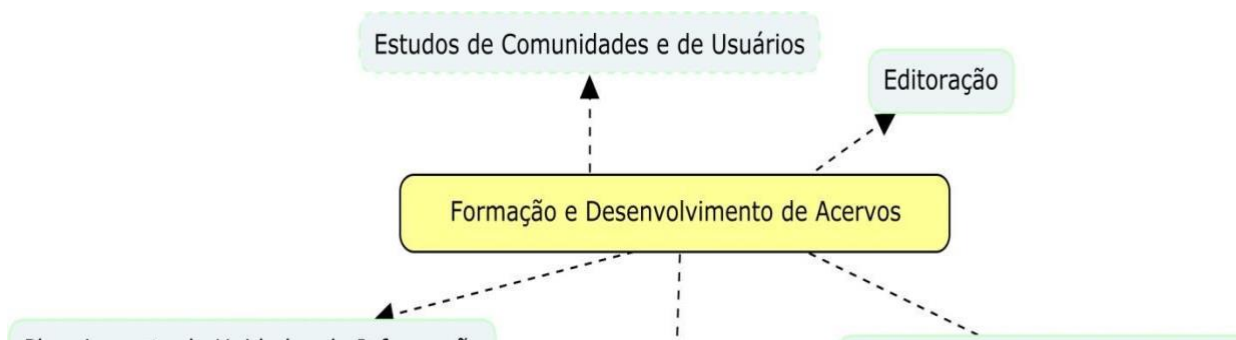 Estudos de Comunidades e de Usuários
Editoração
Formação e Desenvolvimento de Acervos